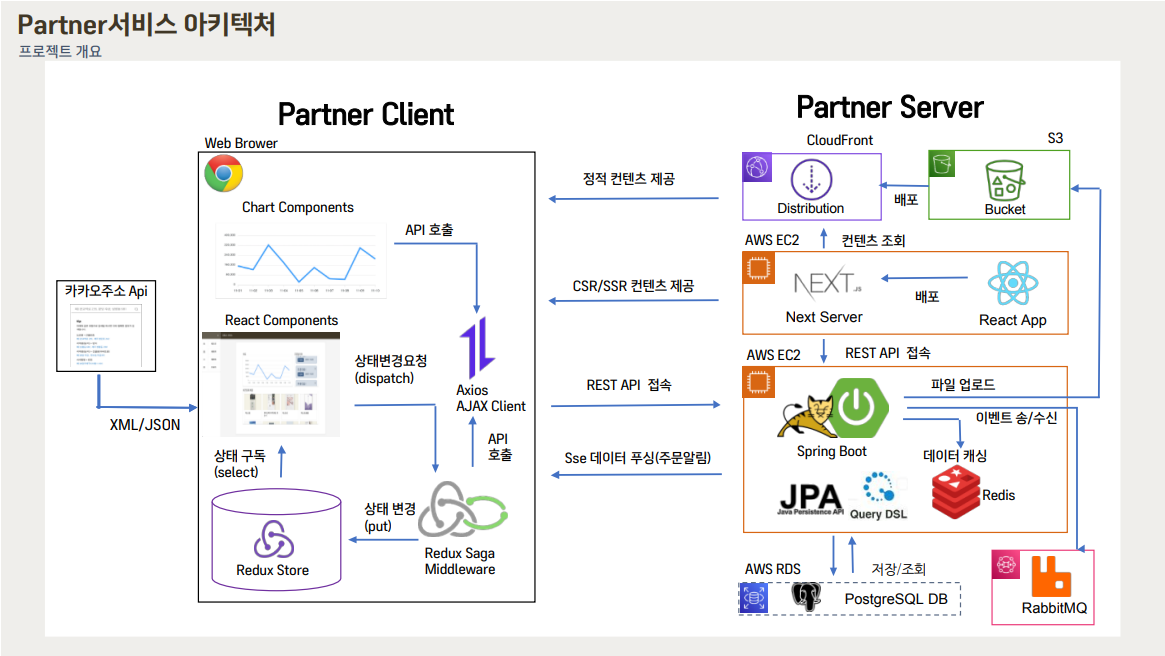 Partner서비스 아키텍처
프로젝트 개요
Partner Client
Partner Server
Web Brower
CloudFront
S3
Chart Components
API 호출
정적 컨텐츠 제공
Distribution
배포
Bucket
AWS EC2
컨텐츠 조회
카카오주소 Api
React Components
CSR/SSR 컨텐츠 제공
NEXT.JS
Next Server
배포
React App
XML/JSON
상태변경요청
(dispatch)
Axios
AJAX Client
REST API 접속
AWS EC2
REST API 접속
파일 업로드
이벤트 송/수신
Spring Boot
데이터 캐싱
Redis
상태 구독
(select)
API
호출
Sse 데이터 푸싱(주문알림)
JPA
Java Persistence API
Query DSL
상태 변경
(put)
Redux Store
Redux Saga
Middleware
AWS RDS
저장/조회
PostgreSQL DB
RabbitMQ